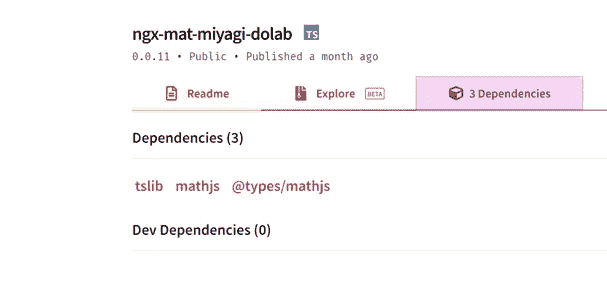 ngx-mat-miyagi-dolab TS
0.0.11 • Public • Published a month ago
Readme Explore BETA 3 Dependencies
Dependencies (3)
tslib mathjs @types/mathjs
Dev Dependencies (0)